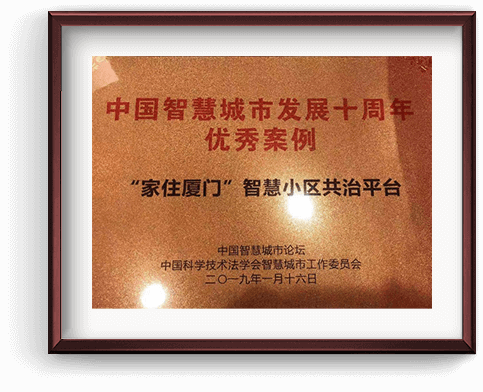 中国智慧城市发展十周年
优秀案例
“家住厦门”智慧小区共治平台
中国智慧城市论坛
中国科学技术法学会智慧城市工作委员会
二〇一九年一月十六日